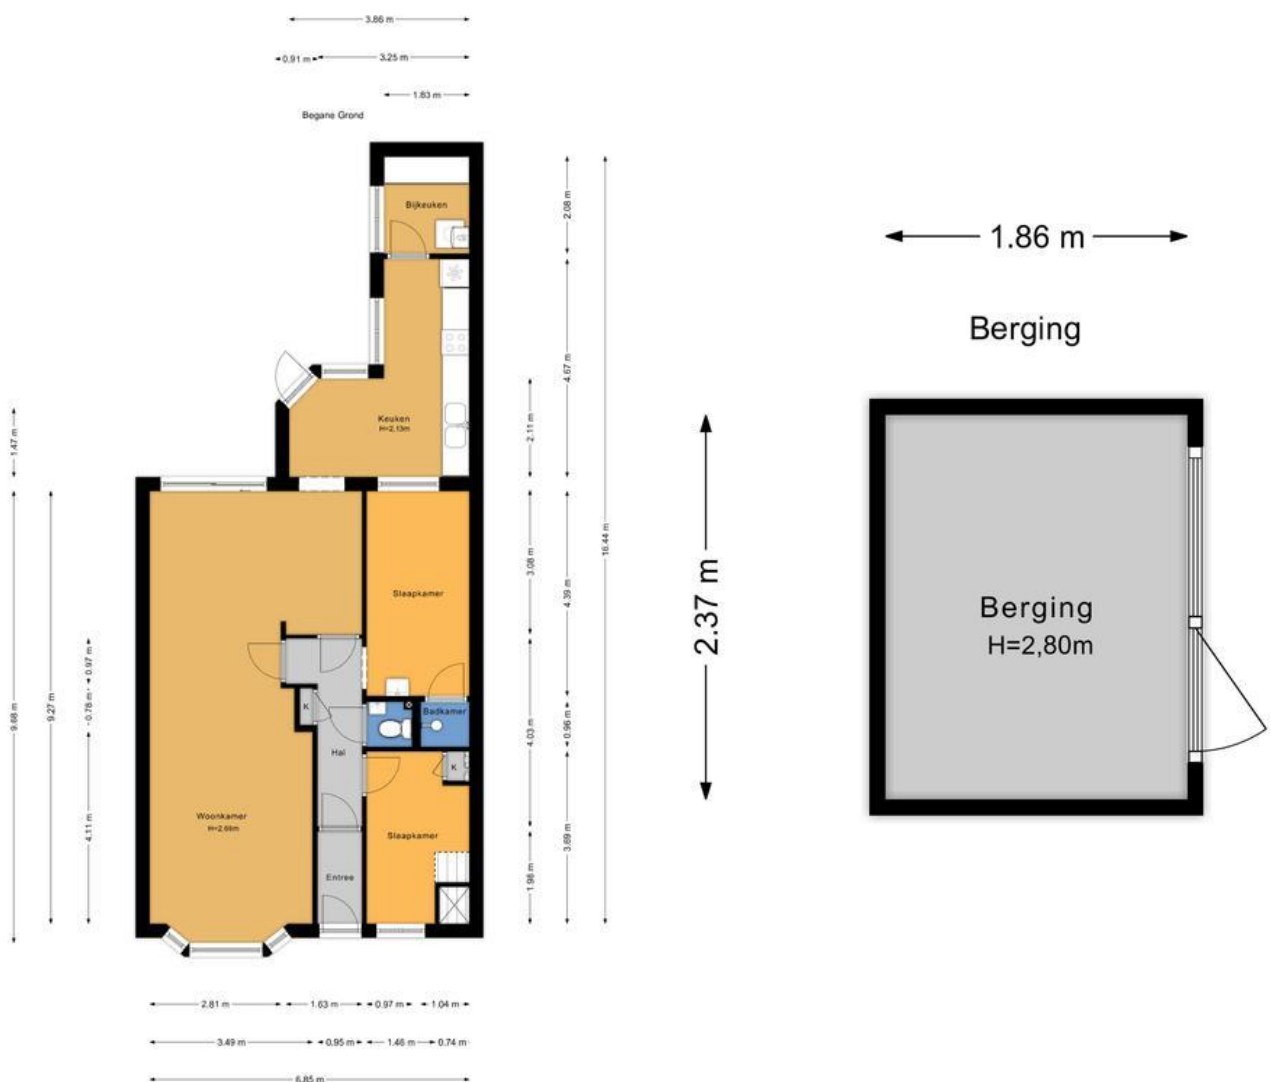 3.86 m
0.91 m
3.25 m
1.83 m
Begane Grond
Bijkeuken
2.08 m
4.67 m
Keuken
H=2,13m
2.11 m
1.47 m
16.44 m
9.68 m
9.27 m
0.97 m
0.78 m
4.11 m
Slaapkamer
3.08 m
4.39 m
K
Badkamer
Hal
4.03 m
0.96 m
K
Woonkamer
H=2.66m
Slaapkamer
Entree
3.69 m
1.98 m
2.81 m
1.63 m
0.97 m
1.04 m
3.49 m
0.95 m
1.46 m
0.74 m
6.85 m
1.86 m
Berging
2.37 m
Berging
H=2,80m